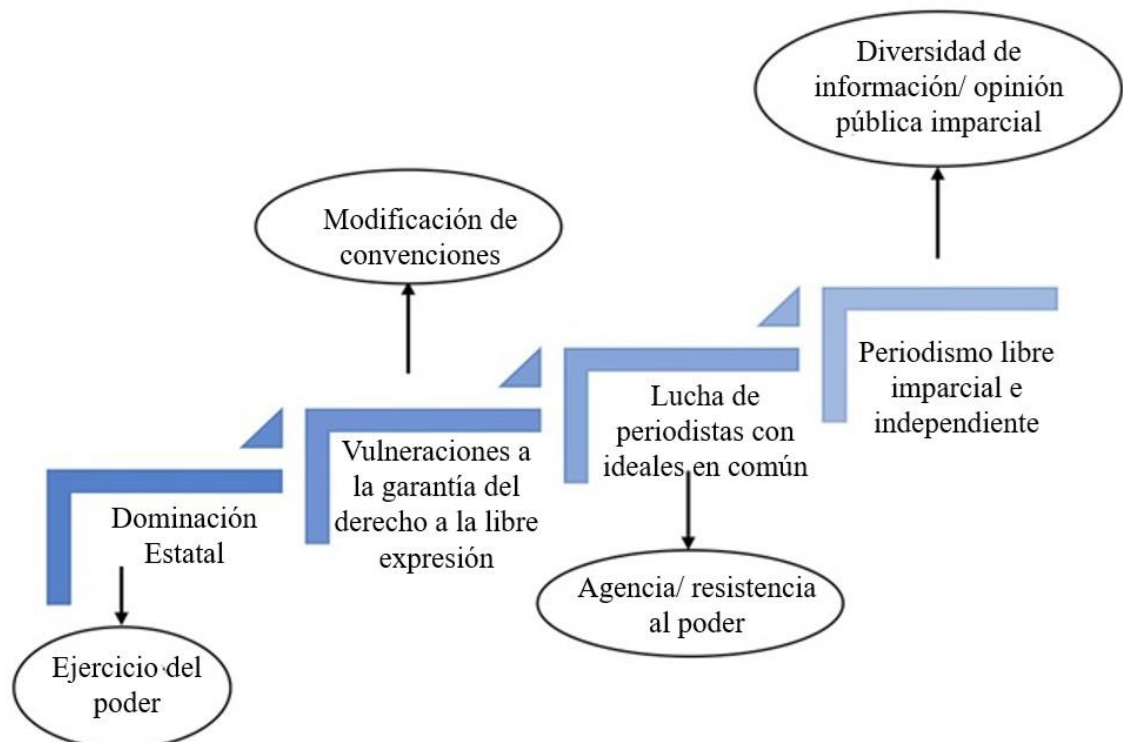 Diversidad de
información/ opinión
pública imparcial
Modificación de
convenciones
Periodismo libre
imparcial e
independiente
Lucha de
periodistas con
ideales en común
Vulneraciones a
la garantía del
derecho a la libre
expresión
Dominación
Estatal
Agencia/ resistencia
al poder
Ejercicio del
poder